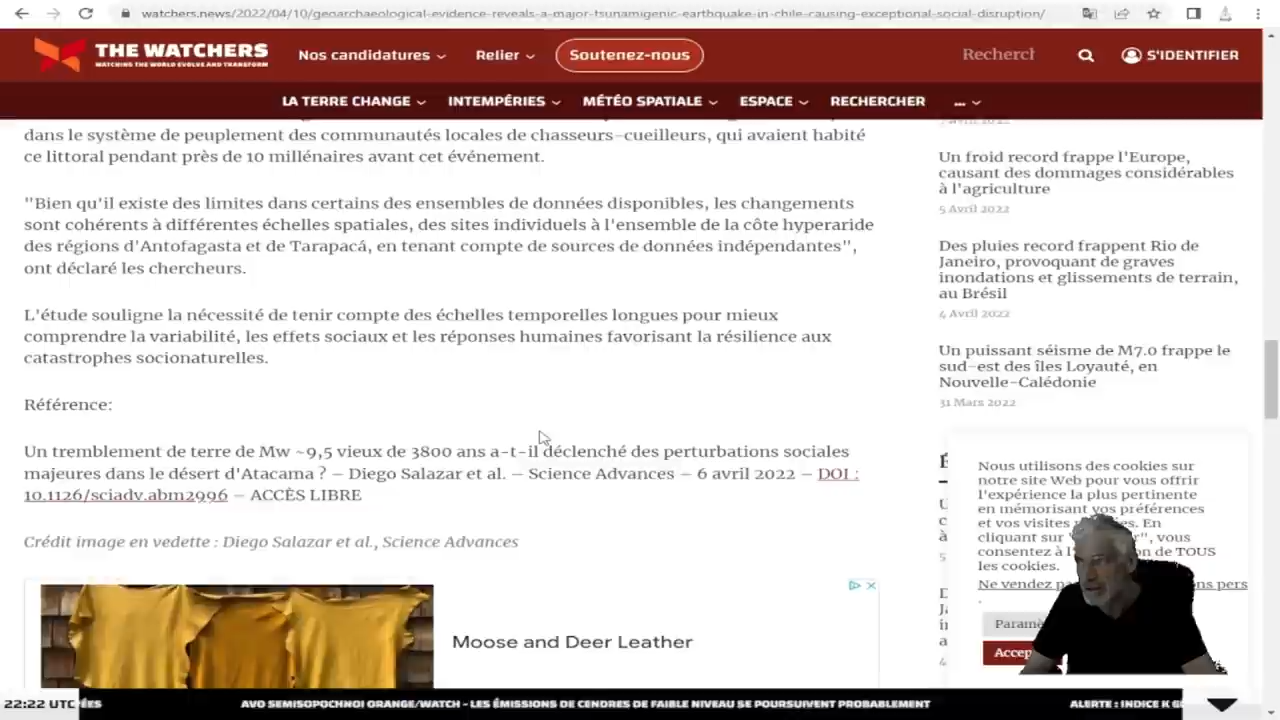 watchers.news/2022/04/10/geoarchaeological-evidence-reveals-a-major-tsunamigenic-earthquake-in-chile-causing-exceptional-social-disruption/
THE WATCHERS
WATCHING THE WORLD EVOLVE AND TRANSFORM
Nos candidatures
Relier
Soutenez-nous
Recherch
S'IDENTIFIER
LA TERRE CHANGE
INTEMPÉRIES
MÉTÉO SPATIALE
ESPACE
RECHERCHER
...
dans le système de peuplement des communautés locales de chasseurs-cueilleurs, qui avaient habité
ce littoral pendant près de 10 millénaires avant cet événement.
"Bien qu'il existe des limites dans certains des ensembles de données disponibles, les changements
sont cohérents à différentes échelles spatiales, des sites individuels à l'ensemble de la côte hyperaride
des régions d'Antofagasta et de Tarapacá, en tenant compte de sources de données indépendantes",
ont déclaré les chercheurs.
L'étude souligne la nécessité de tenir compte des échelles temporelles longues pour mieux
comprendre la variabilité, les effets sociaux et les réponses humaines favorisant la résilience aux
catastrophes socionaturelles.
Référence:
Un tremblement de terre de Mw ~9,5 vieux de 3800 ans a-t-il déclenché des perturbations sociales
majeures dans le désert d'Atacama ? – Diego Salazar et al. – Science Advances – 6 avril 2022 – DOI :
10.1126/sciadv.abm2996 – ACCÈS LIBRE
Crédit image en vedette : Diego Salazar et al., Science Advances
Moose and Deer Leather
Un froid record frappe l'Europe,
causant des dommages considérables
à l'agriculture
5 Avril 2022
Des pluies record frappent Rio de
Janeiro, provoquant de graves
inondations et glissements de terrain,
au Brésil
4 Avril 2022
Un puissant séisme de M7.0 frappe le
sud-est des îles Loyauté, en
Nouvelle-Calédonie
31 Mars 2022
Nous utilisons des cookies sur
notre site Web pour vous offrir
l'expérience la plus pertinente
en mémorisant vos préférences
et vos visites En
cliquant sur vous
consentez à de TOUS
les cookies.
Ne vendez pers
.
Param
Accep
22:22 UTC
ÉES
AVO SEMISOPOCHNOI ORANGE/WATCH - LES ÉMISSIONS DE CENDRES DE FAIBLE NIVEAU SE POURSUIVENT PROBABLEMENT
ALERTE : INDICE K